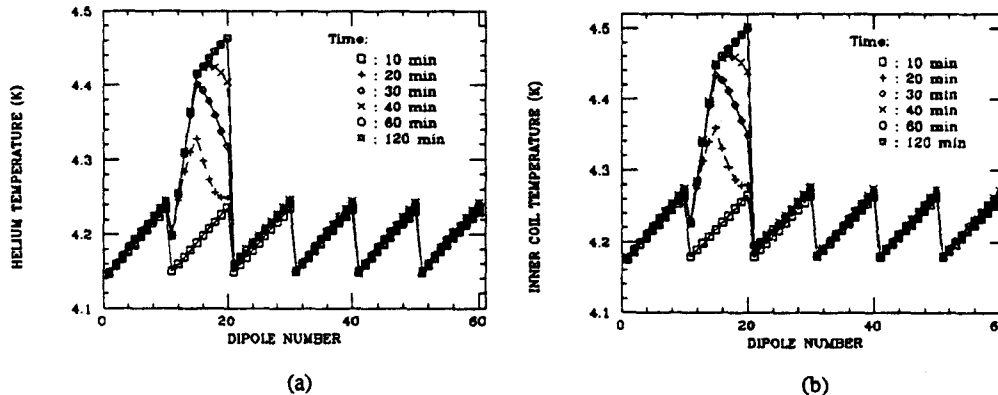 4.5
4.4
4.3
4.2
4.1
HELIUM TEMPERATURE (K)
Time:
: 10 min
: 20 min
: 30 min
: 40 min
: 60 min
: 120 min
0 20 40 60
DIPOLE NUMBER
(a)
4.5
4.4
4.3
4.2
4.1
INNER COIL TEMPERATURE (K)
Time:
: 10 min
: 20 min
: 30 min
: 40 min
: 60 min
: 120 min
0 20 40 60
DIPOLE NUMBER
(b)